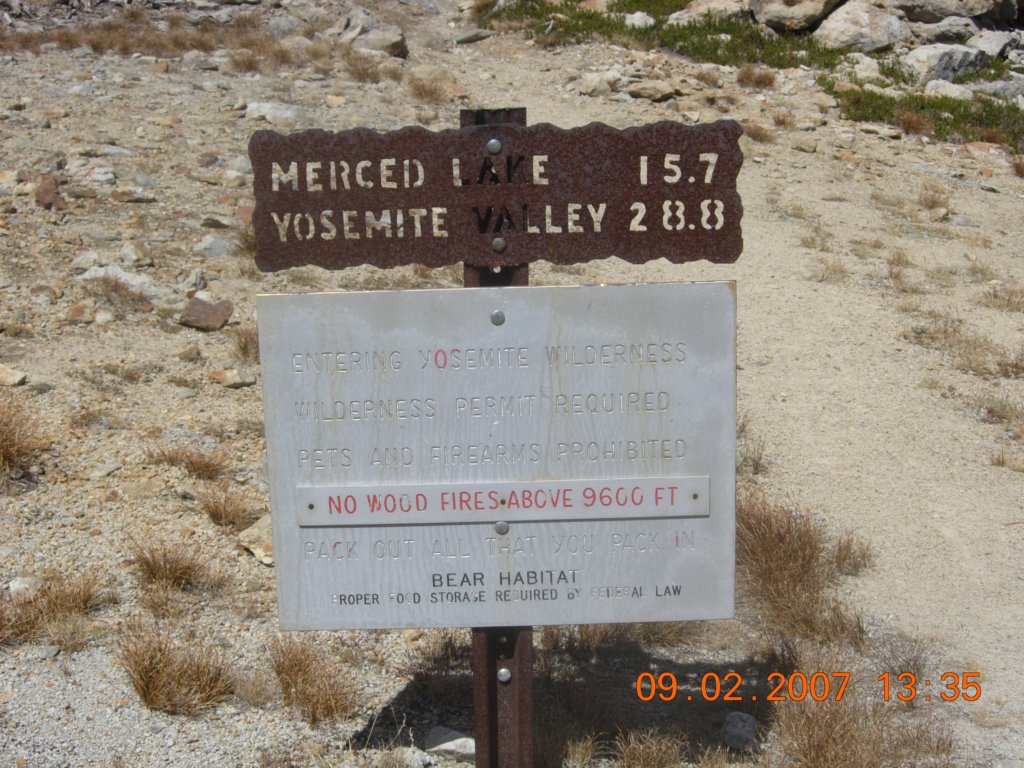 MERCED LAKE 15.7
YOSEMITE VALLEY 28.8
ENTERING YOSEMITE WILDERNESS
WILDERNESS PERMIT REQUIRED
PETS AND FIREARMS PROHIBITED
NO WOOD FIRES ABOVE 9600 FT
PACK OUT ALL THAT YOU PACK IN
BEAR HABITAT
PROPER FOOD STORAGE REQUIRED BY FEDERAL LAW
09.02.2007 13:35